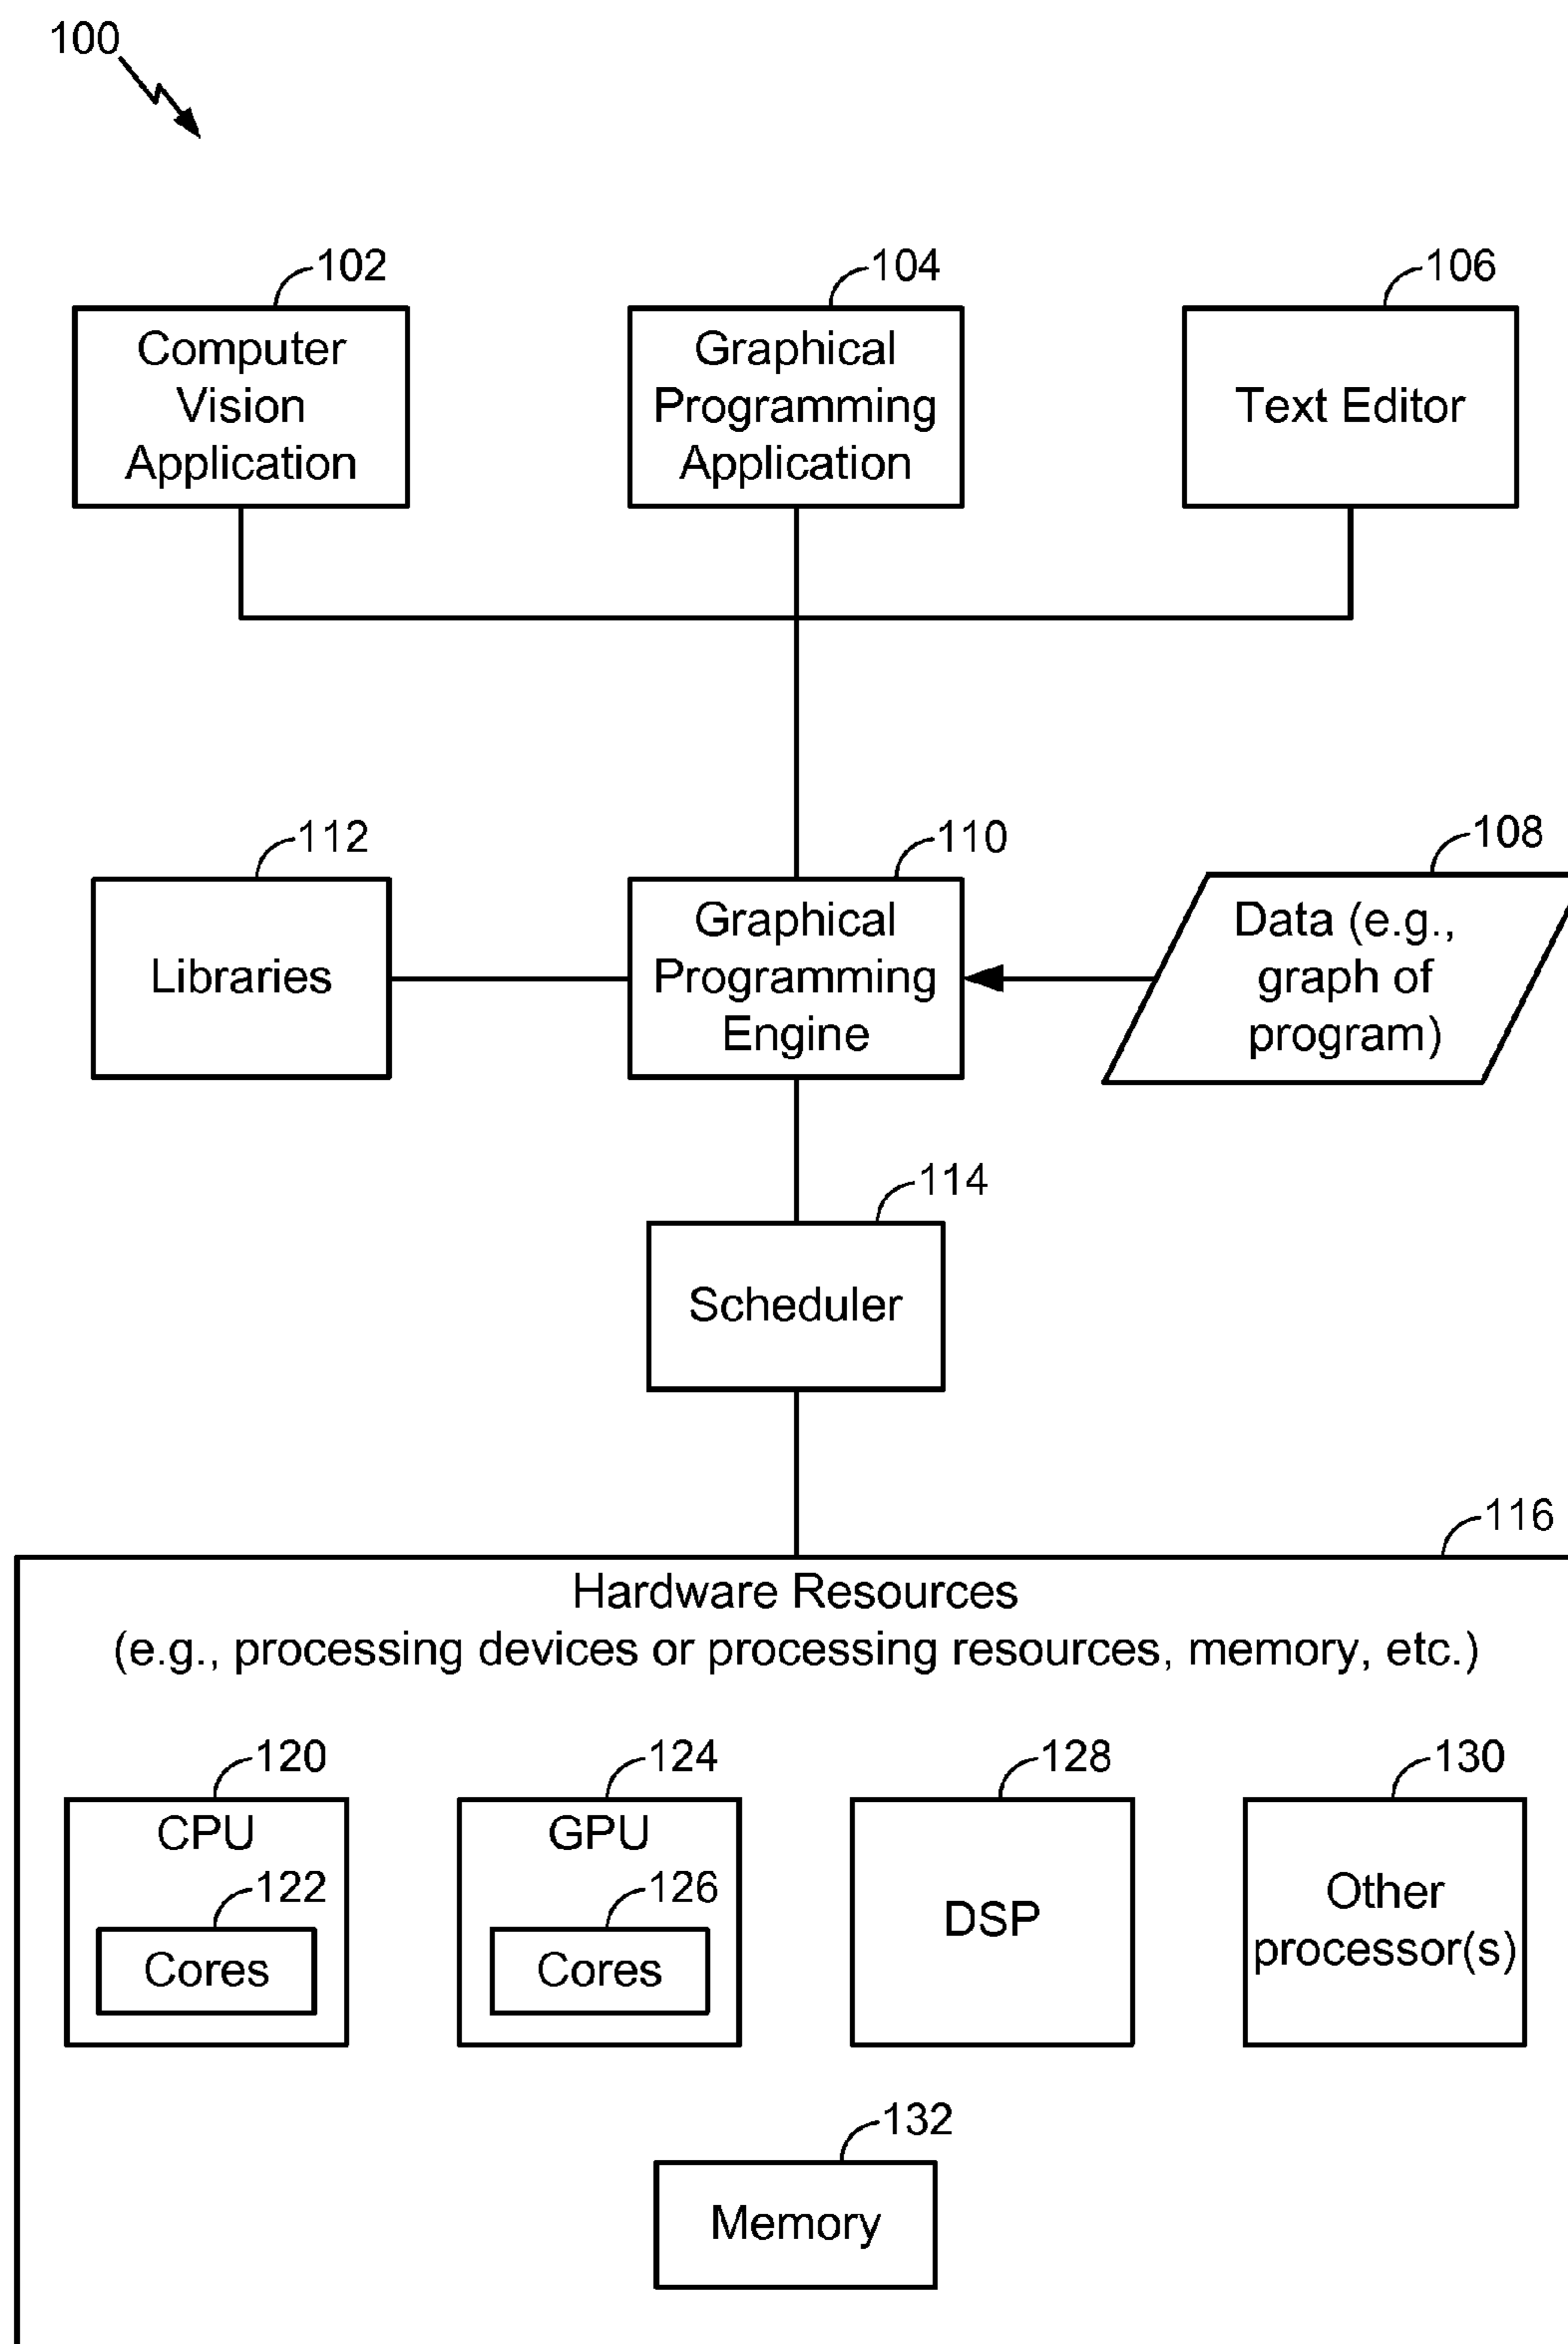 100
102
104
106
Computer
Vision
Application
Graphical
Programming
Application
Text Editor
112
110
108
Libraries
Graphical
Programming
Engine
Data (e.g.,
graph of
program)
114
Scheduler
116
Hardware Resources
(e.g., processing devices or processing resources, memory, etc.)
120
124
128
130
CPU
122
Cores
GPU
126
Cores
DSP
Other
processor(s)
132
Memory